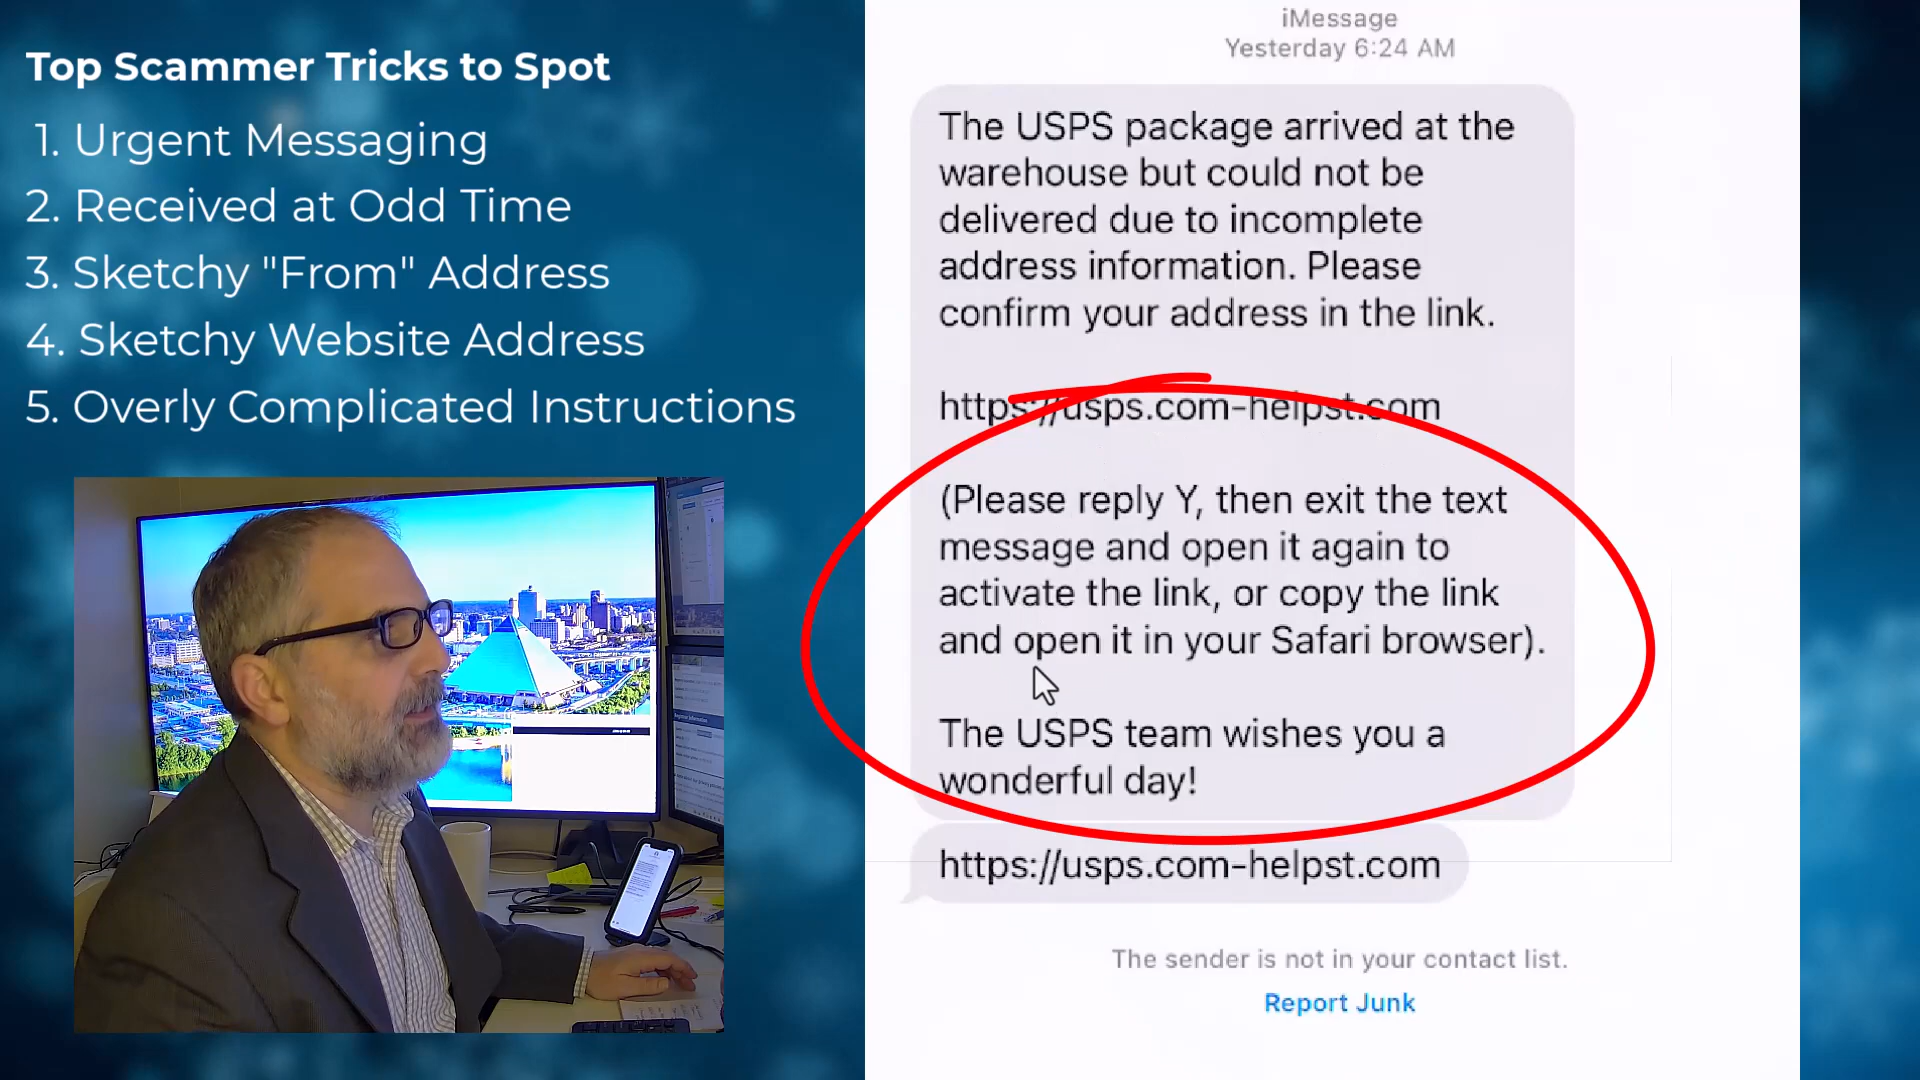 Top Scammer Tricks to Spot
1. Urgent Messaging
2. Received at Odd Time
3. Sketchy "From" Address
4. Sketchy Website Address
5. Overly Complicated Instructions
iMessage
Yesterday 6:24 AM
The USPS package arrived at the
warehouse but could not be
delivered due to incomplete
address information. Please
confirm your address in the link.
https://usps.com-helpst.com
(Please reply Y, then exit the text
message and open it again to
activate the link, or copy the link
and open it in your Safari browser).
The USPS team wishes you a
wonderful day!
https://usps.com-helpst.com
The sender is not in your contact list.
Report Junk